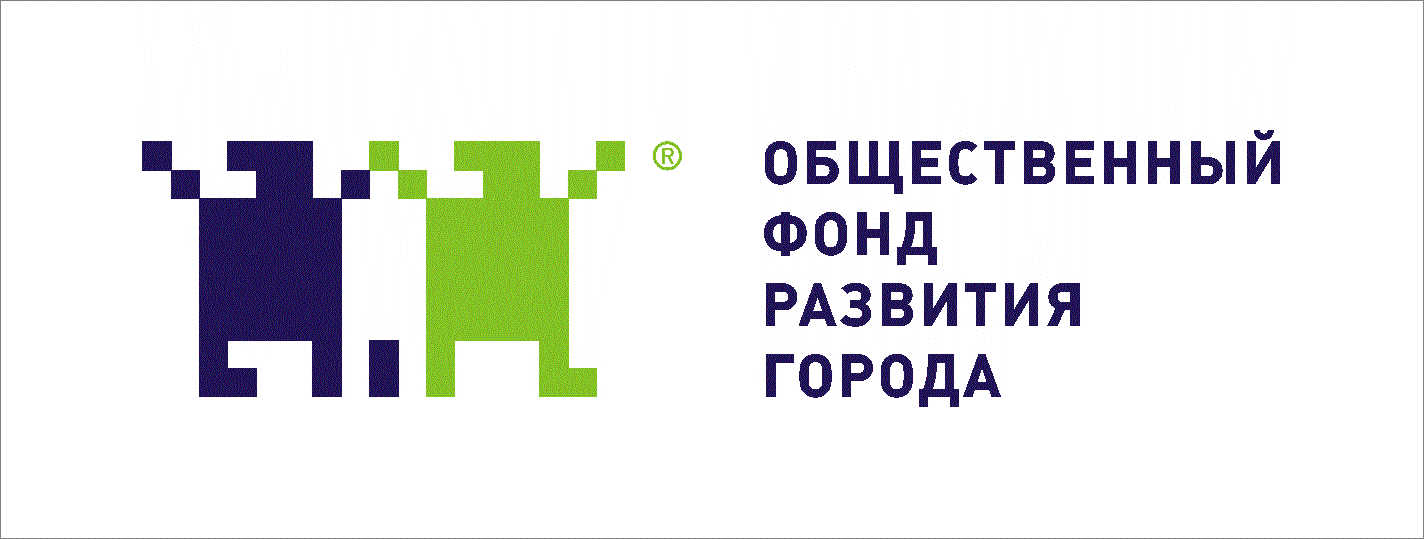 ®
ОБЩЕСТВЕННЫЙ
ФОНД
РАЗВИТИЯ
ГОРОДА